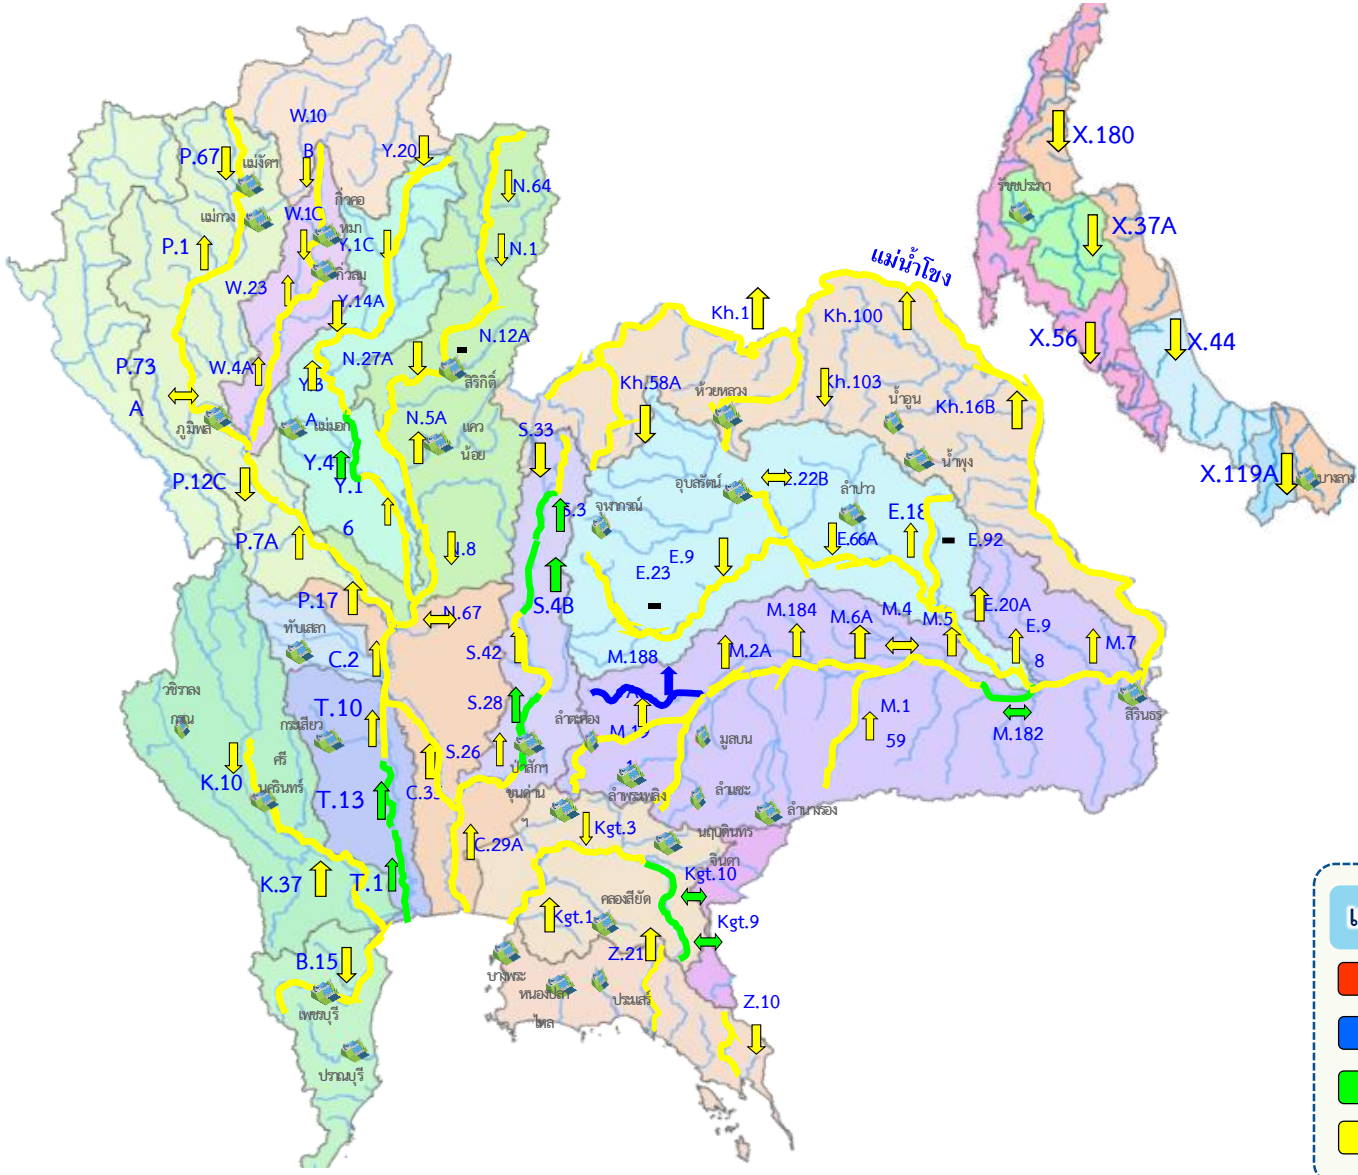 W.10
B
P.67
แม่งัดฯ
Y.20
N.64
แม่กวง
W.1C
กิ่วคอ
หมา
Y.1C
N.1
P.1
กิ่วลม
W.23
Y.14A
N.12A
N.27A
P.73
A
W.4A
Y.3
A
สิริกิติ์
ภูมิพล
แม่มอก
N.5A
แคว
น้อย
Y.4
P.12C
Y.1
6
P.7A
N.8
P.17
N.67
ทับเสลา
C.2
วชิราลง
กรณ
T.10
กระเสียว
ศรี
นครินทร์
K.10
T.13
C.35
S.26
C.29A
K.37
T.1
B.15
เพชรบุรี
ปราณบุรี
แม่น้ำโขง
Kh.1
Kh.100
Kh.58A
ห้วยหลวง
Kh.103
น้ำอูน
Kh.16B
น้ำพุง
S.33
S.3
จุฬาภรณ์
อุบลรัตน์
E.22B
ลำปาว
E.18
E.66A
E.92
E.9
E.23
S.4B
E.20A
M.184
M.6A
M.4
M.5
E.9
8
M.7
S.42
M.188
A
M.2A
S.28
ลำตะคอง
M.1
59
M.182
สิรินธร
มูลบน
ป่าสักฯ
ลำพระเพลิง
ลำแชะ
ลำนางรอง
ขุนด่าน
ฯ
Kgt.3
นฤบดินทร
จินดา
Kgt.10
คลองสียัด
Kgt.1
Kgt.9
Z.21
บางพระ
หนองปลา
ไหล
ประแสร์
Z.10
X.180
รัชชประภา
X.37A
X.56
X.44
X.119A
บางลาง